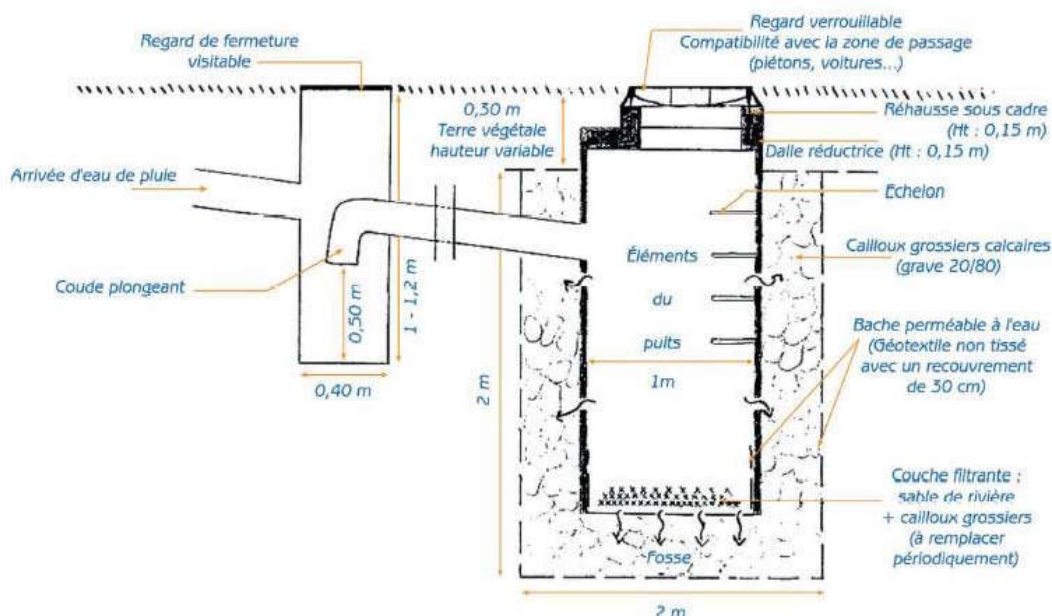 Regard de fermeture
visitable
Regard verrouillable
Compatibilité avec la zone de passage
(piétons, voitures...)
0,30 m
Terre végétale
hauteur variable
Réhausse sous cadre
(Ht : 0,15 m)
Dalle réductrice (Ht : 0,15 m)
Arrivée d'eau de pluie
Echelon
Cailloux grossiers calcaires
(grave 20/80)
Éléments
du
puits
Coude plongeant
0,50 m
1 - 1,2 m
0,40 m
2 m
1m
Bache perméable à l'eau
(Géotextile non tissé
avec un recouvrement
de 30 cm)
Couche filtrante :
sable de rivière
+ cailloux grossiers
(à remplacer
périodiquement)
Fosse
2 m